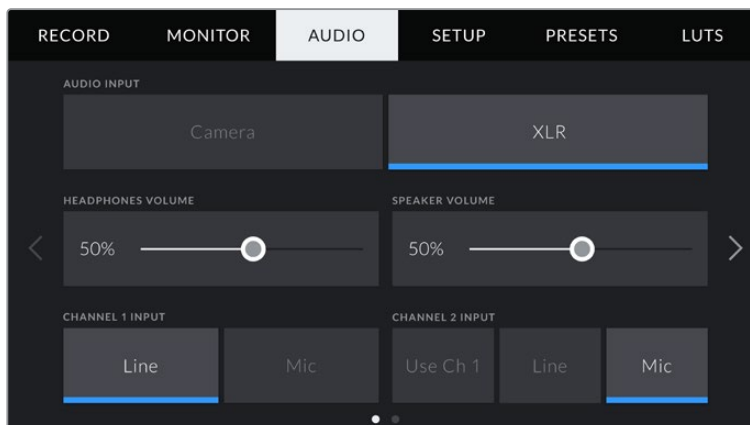 RECORD MONITOR AUDIO SETUP PRESETS LUTS
AUDIO INPUT
Camera XLR
HEADPHONES VOLUME SPEAKER VOLUME
50% 50%
CHANNEL 1 INPUT CHANNEL 2 INPUT
Line Mic Use Ch 1 Line Mic